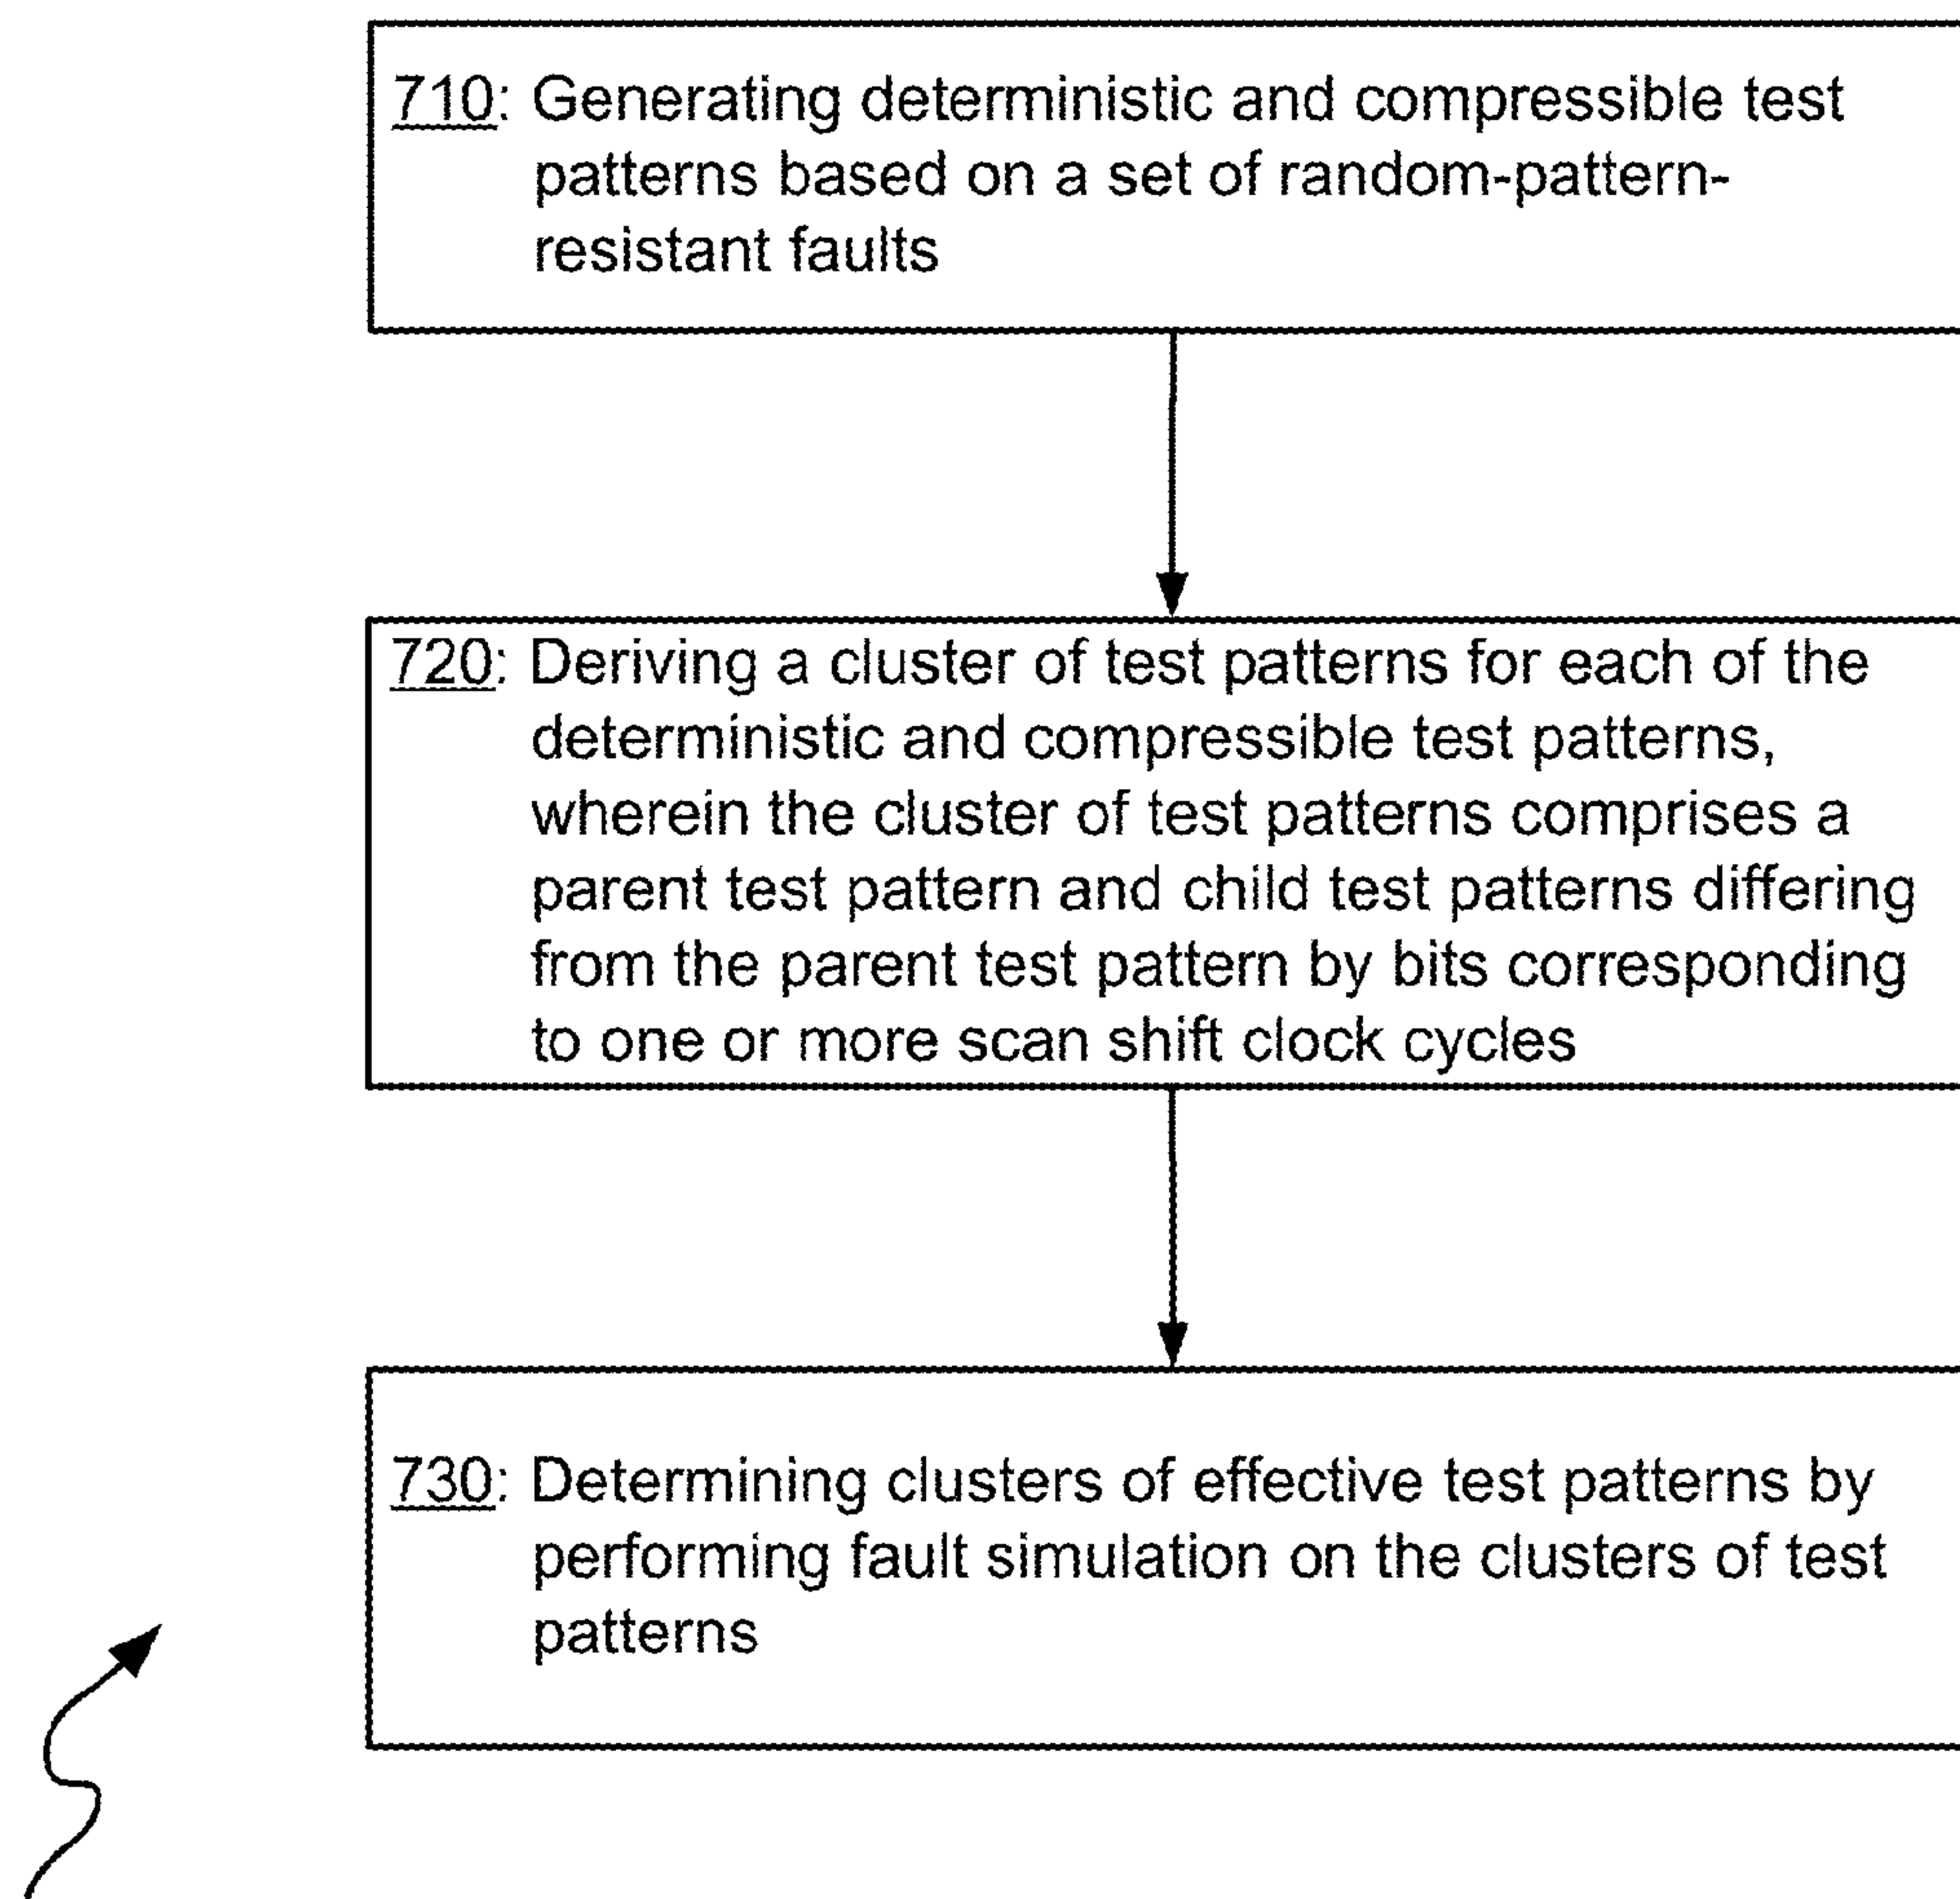 710: Generating deterministic and compressible test
patterns based on a set of random-pattern-
resistant faults
720: Deriving a cluster of test patterns for each of the
deterministic and compressible test patterns,
wherein the cluster of test patterns comprises a
parent test pattern and child test patterns differing
from the parent test pattern by bits corresponding
to one or more scan shift clock cycles
730: Determining clusters of effective test patterns by
performing fault simulation on the clusters of test
patterns